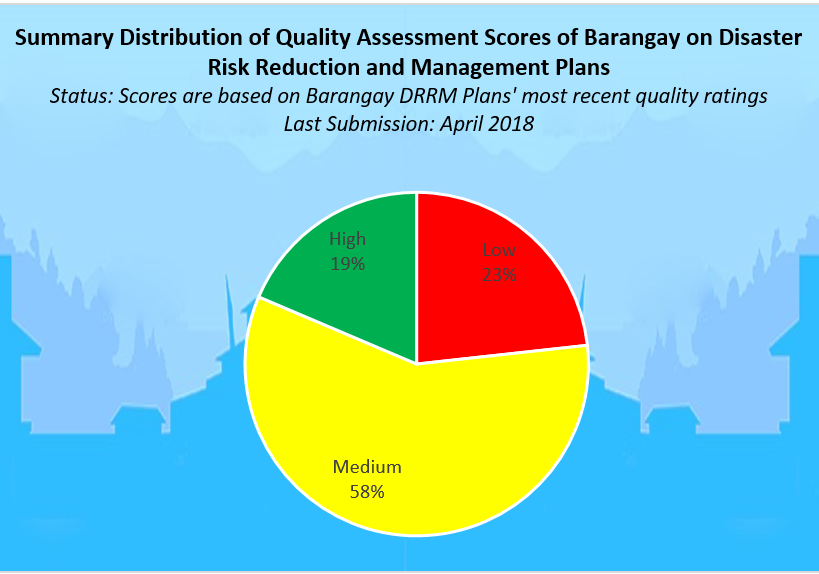 Summary Distribution of Quality Assessment Scores of Barangay on Disaster
Risk Reduction and Management Plans
Status: Scores are based on Barangay DRRM Plans' most recent quality ratings
Last Submission: April 2018
High
19%
Low
23%
Medium
58%